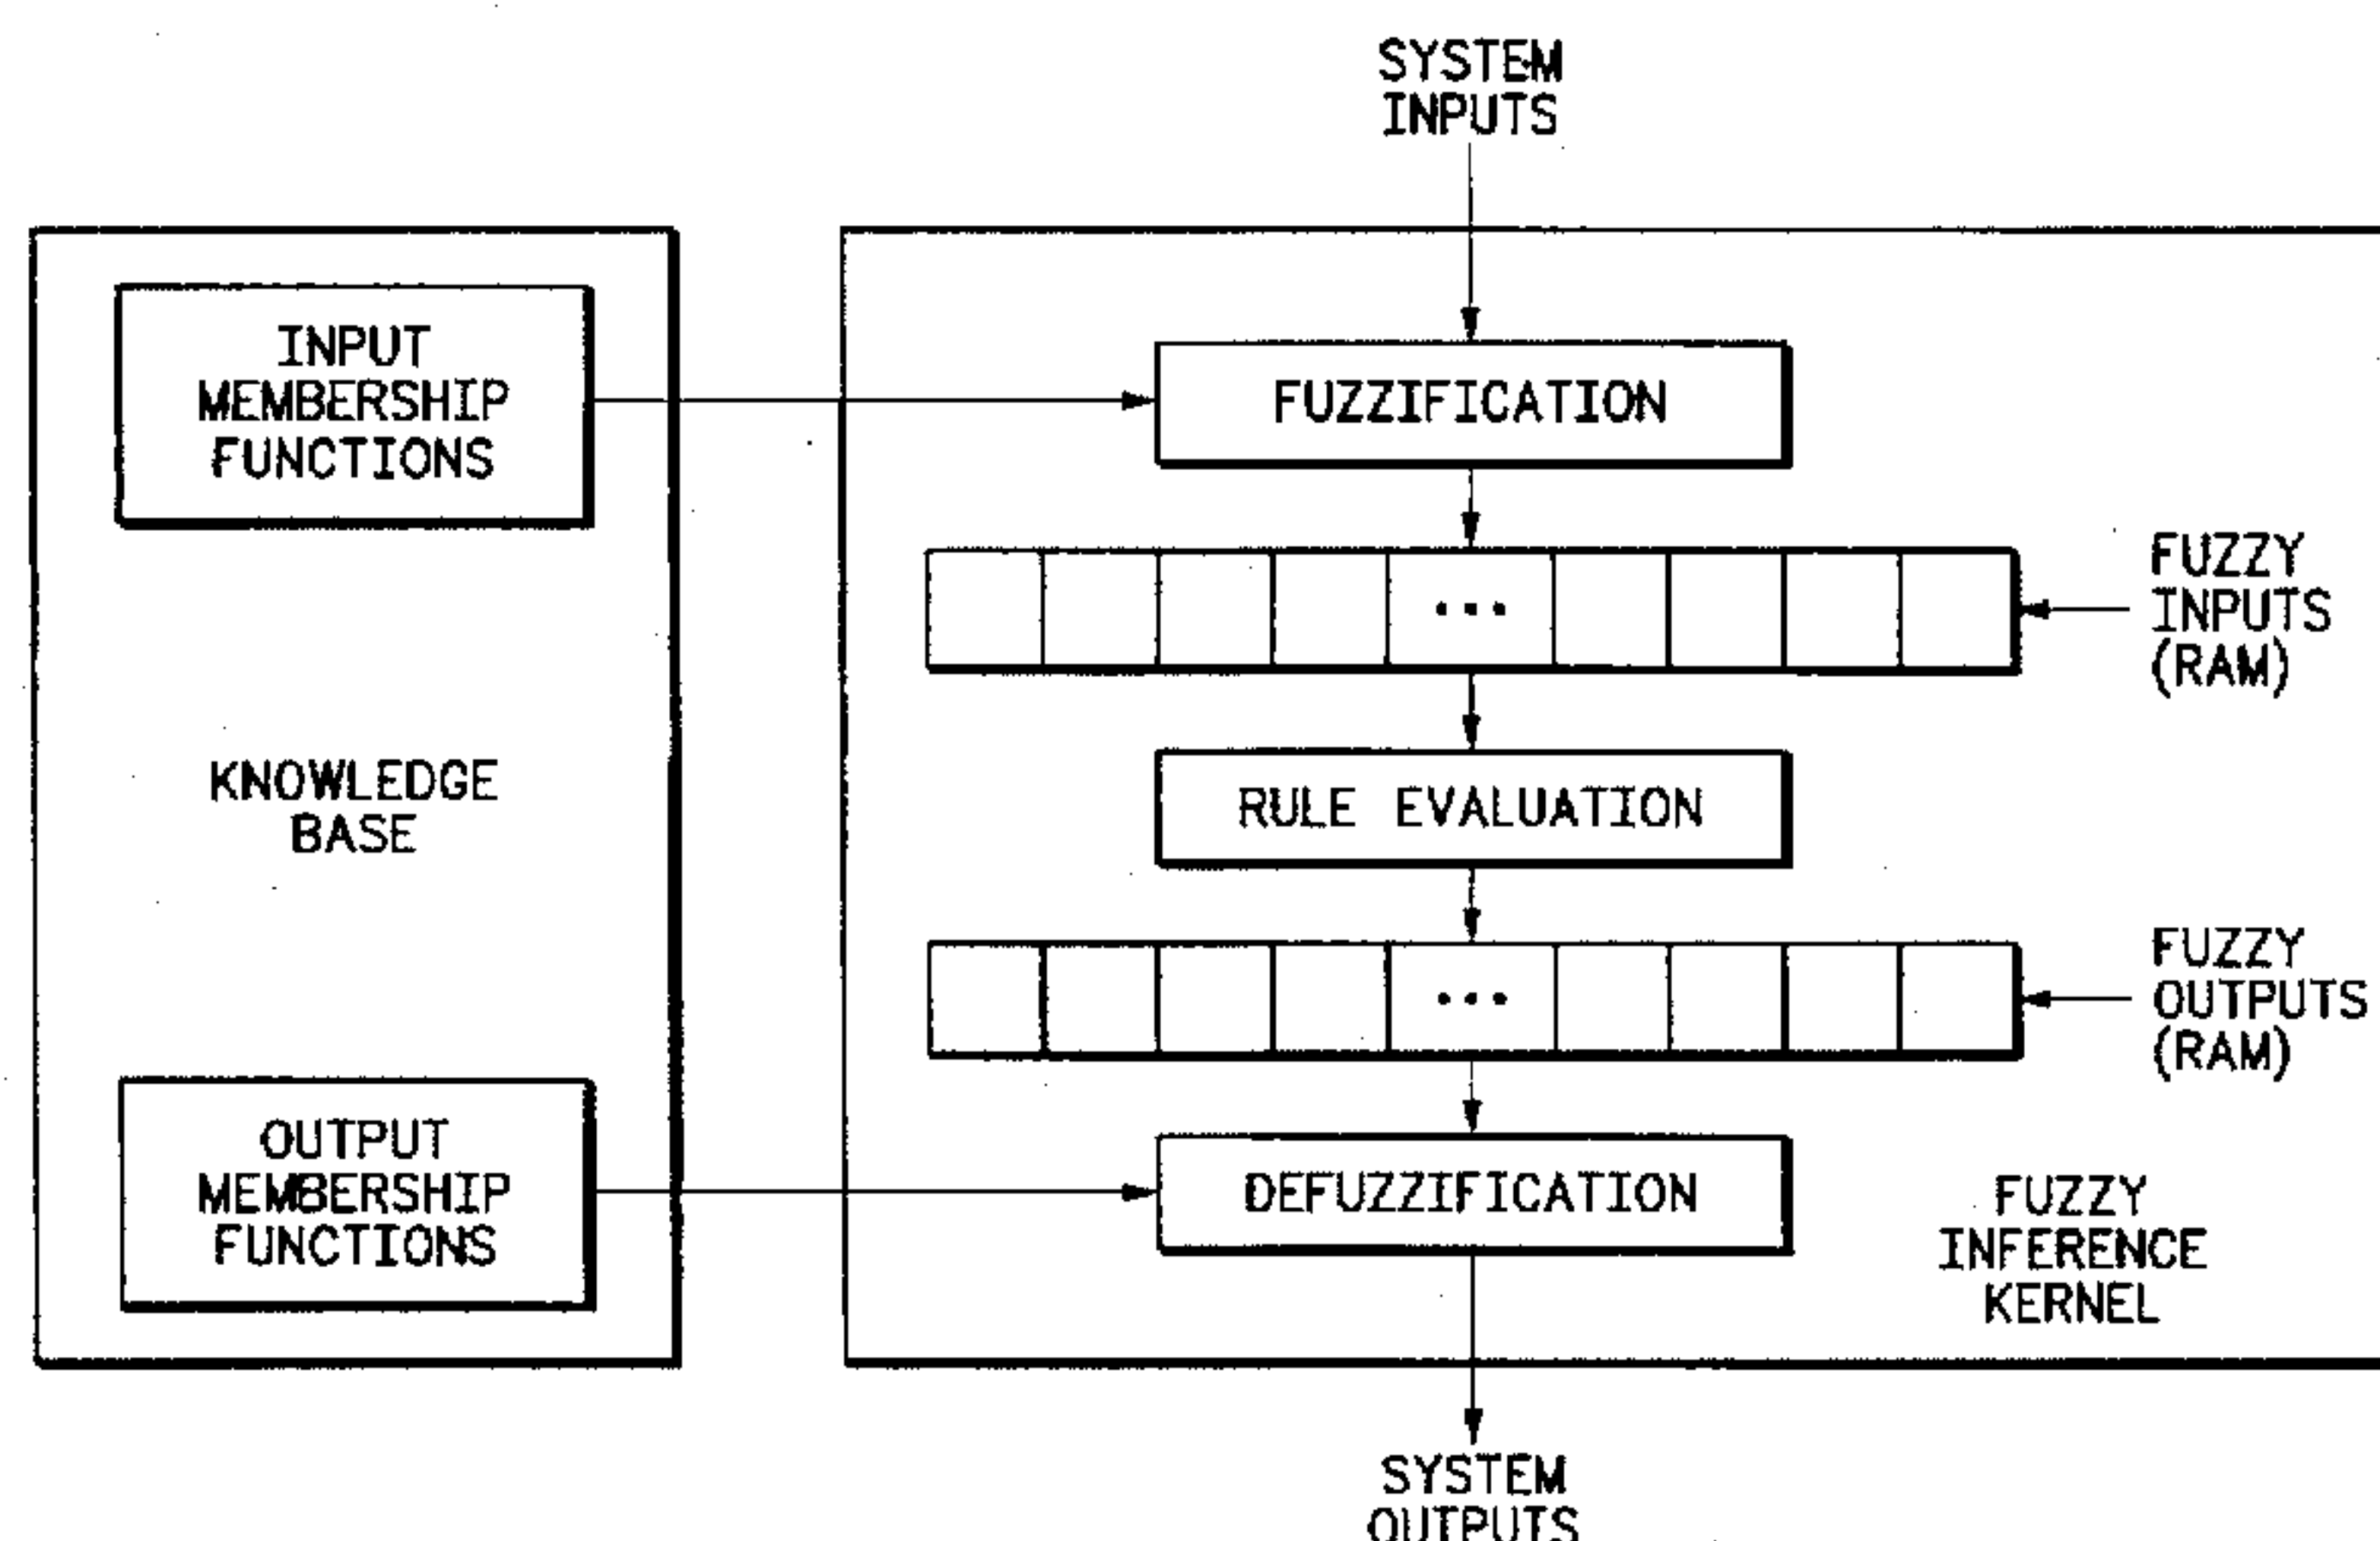 SYSTEM
INPUTS
INPUT
MEMBERSHIP
FUNCTIONS
FUZZIFICATION
FUZZY
INPUTS
(RAM)
KNOWLEDGE
BASE
RULE EVALUATION
FUZZY
OUTPUTS
(RAM)
OUTPUT
MEMBERSHIP
FUNCTIONS
DEFUZZIFICATION
FUZZY
INFERENCE
KERNEL
SYSTEM
OUTPUTS